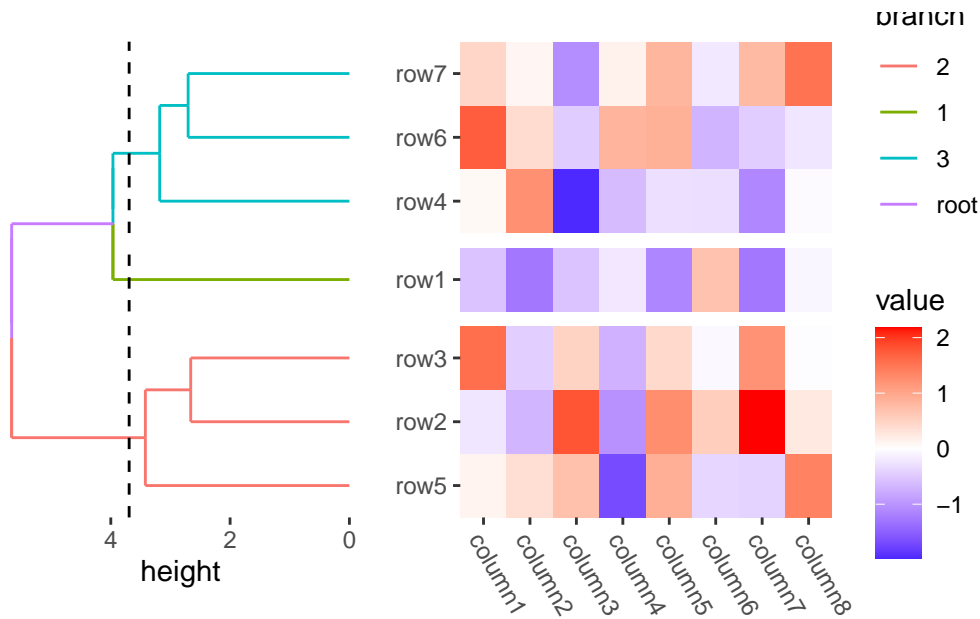 branch
2
1
3
root
row7
row6
row4
row1
row3
row2
row5
value
2
1
0
−1
4
2
0
height
column1
column2
column3
column4
column5
column6
column7
column8